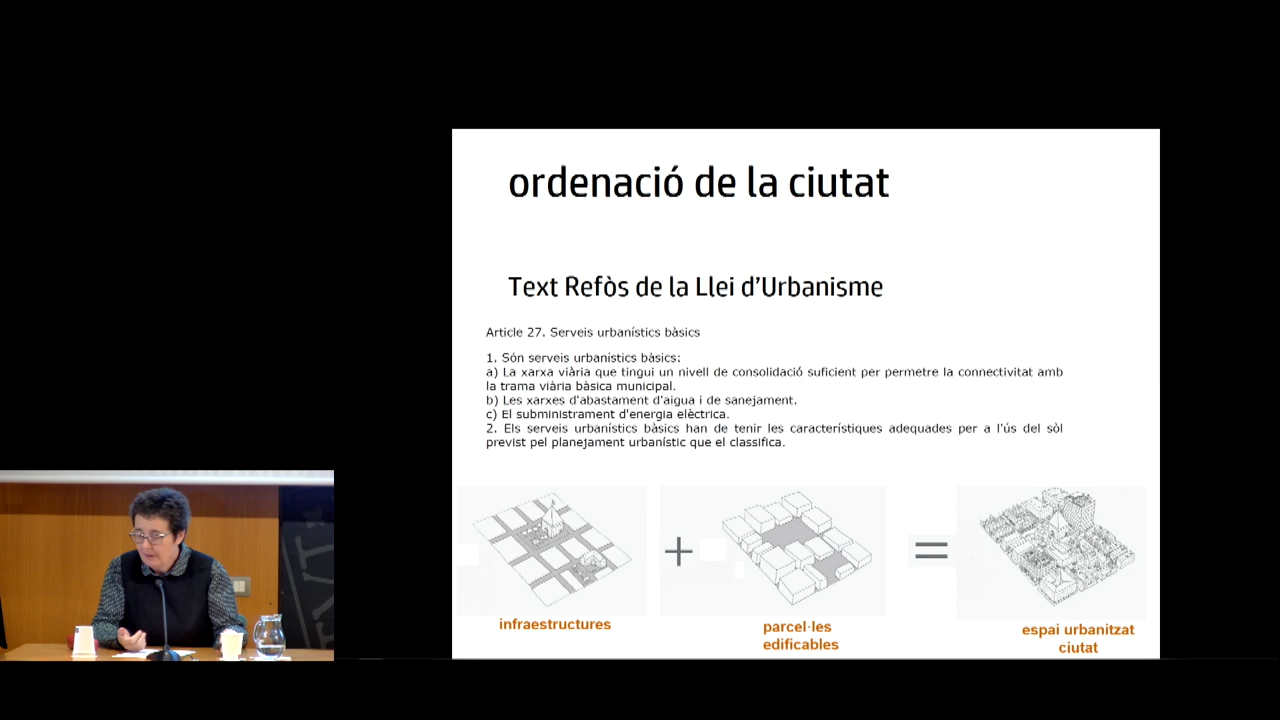 ordenació de la ciutat
Text Refòs de la Llei d'Urbanisme
Article 27. Serveis urbanístics bàsics
1. Són serveis urbanístics bàsics:
a) La xarxa viària que tingui un nivell de consolidació suficient per permetre la connectivitat amb
la trama viària bàsica municipal.
b) Les xarxes d'abastament d'aigua i de sanejament.
c) El subministrament d'energia elèctrica.
2. Els serveis urbanístics bàsics han de tenir les característiques adequades per a l'ús del sòl
previst pel planejament urbanístic que el classifica.
+
=
infraestructures
parcel·les
edificables
espai urbanitzat
ciutat